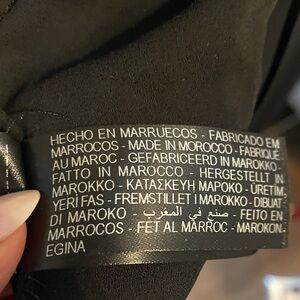 HECHO EN MARRUECOS - FABRICADO EM
MARROCOS - MADE IN MOROCCO - FABRIQUÉ
AU MAROC - GEFABRICEERD IN MAROKKO -
FATTO IN MAROCCO - HERGESTELLT IN
MAROKKO - ΚΑΤΑΣΚΕΥΗ ΜΑΡΟΚΟ - ÜRETİM
YERİ FAS - FREMSTILLET I MAROKKO - DIBUAT
DI MAROKO - صنع في المغرب - FEITO EN
MARROCOS - FET AL MARROC - MAROKON
EGINA